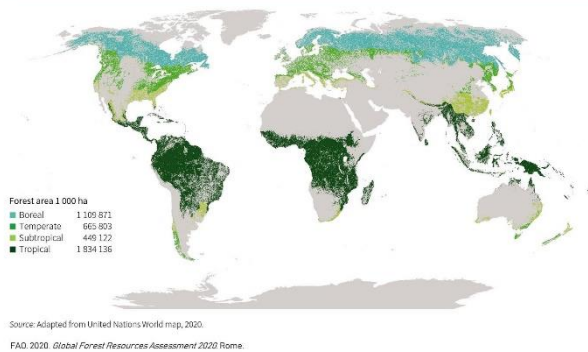 Forest area 1 000 ha
Boreal 1 109 871
Temperate 665 803
Subtropical 449 122
Tropical 1 834 136
Source: Adapted from United Nations World map, 2020.
FAO. 2020. Global Forest Resources Assessment 2020. Rome.